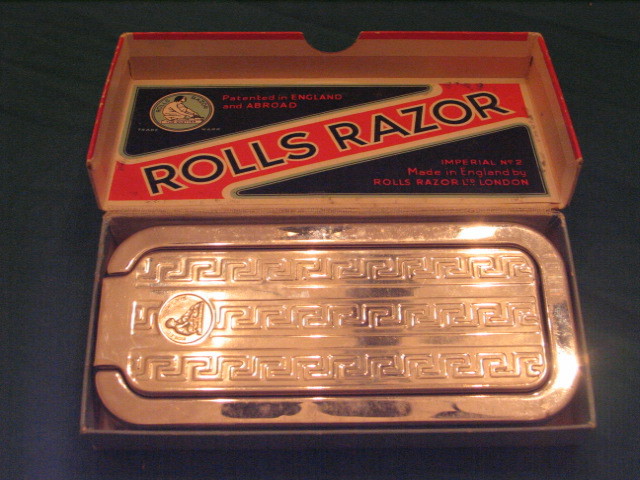 Patented in ENGLAND
and ABROAD
TRADE MARK
ROLLS RAZOR
IMPERIAL Nº 2
Made in England by
ROLLS RAZOR Lᵀᴰ LONDON